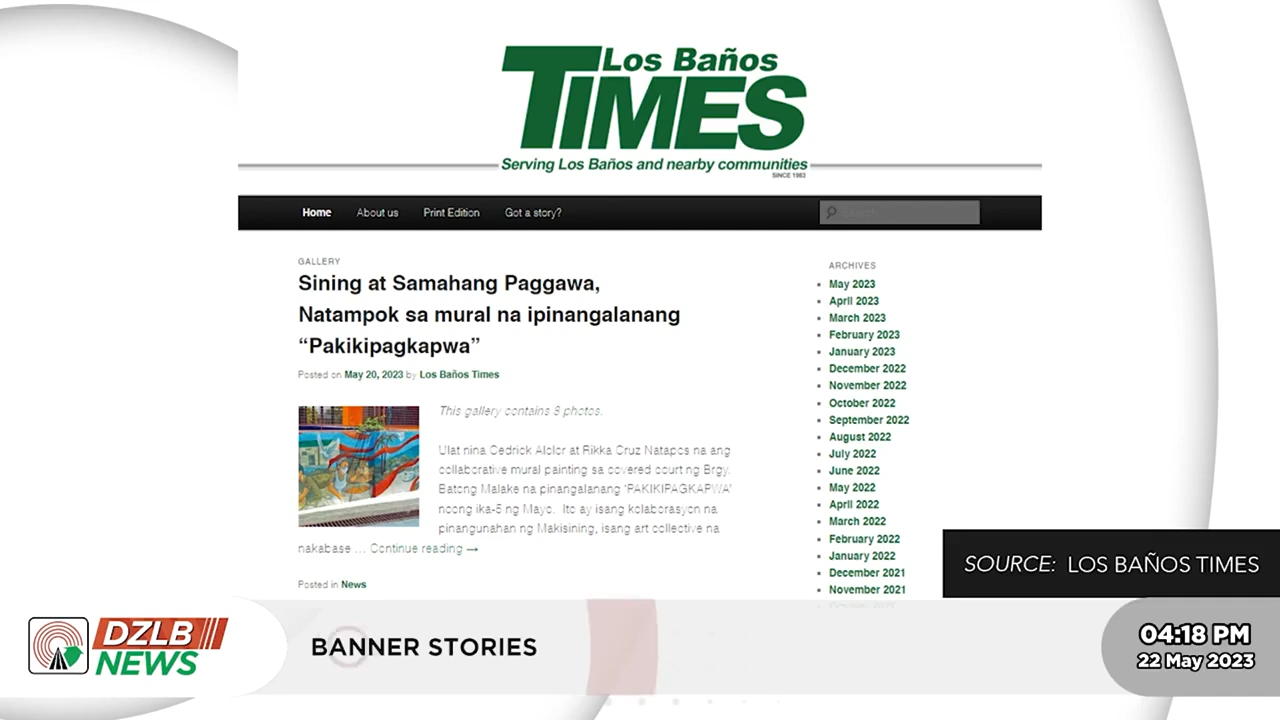 Los Baños
TIMES
Serving Los Baños and nearby communities
SINCE 1983
Home About us Print Edition Got a story?
Search
GALLERY
Sining at Samahang Paggawa,
Natampok sa mural na ipinangalanang
“Pakikipagkapwa”
Posted on May 20, 2023 by Los Baños Times
This gallery contains 8 photos.
Ulat nina Cedrick Alolor at Rikka Cruz Natapos na ang
collaborative mural painting sa covered court ng Brgy.
Batong Malake na pinangalanang “PAKIKIPAGKAPWA”
noong ika-5 ng Mayo. Ito ay isang kolaborasyon na
pinangunahan ng Makisining, isang art collective na
nakabase … Continue reading →
Posted in News
ARCHIVES
May 2023
April 2023
March 2023
February 2023
January 2023
December 2022
November 2022
October 2022
September 2022
August 2022
July 2022
June 2022
May 2022
April 2022
March 2022
February 2022
January 2022
December 2021
November 2021
SOURCE: LOS BAÑOS TIMES
DZLB
NEWS
BANNER STORIES
04:18 PM
22 May 2023